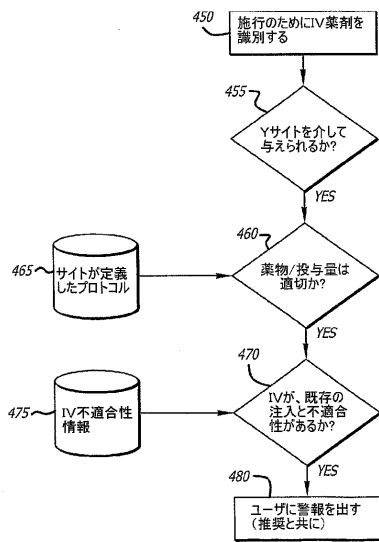 450
施行のためにIV薬剤を
識別する
455
Yサイトを介して
与えられるか?
YES
460
薬物/投与量は
適切か?
465
サイトが定義
したプロトコル
YES
470
IVが、既存の
注入と不適合
性があるか?
475
IV不適合性
情報
YES
480
ユーザに警報を出す
(推奨と共に)